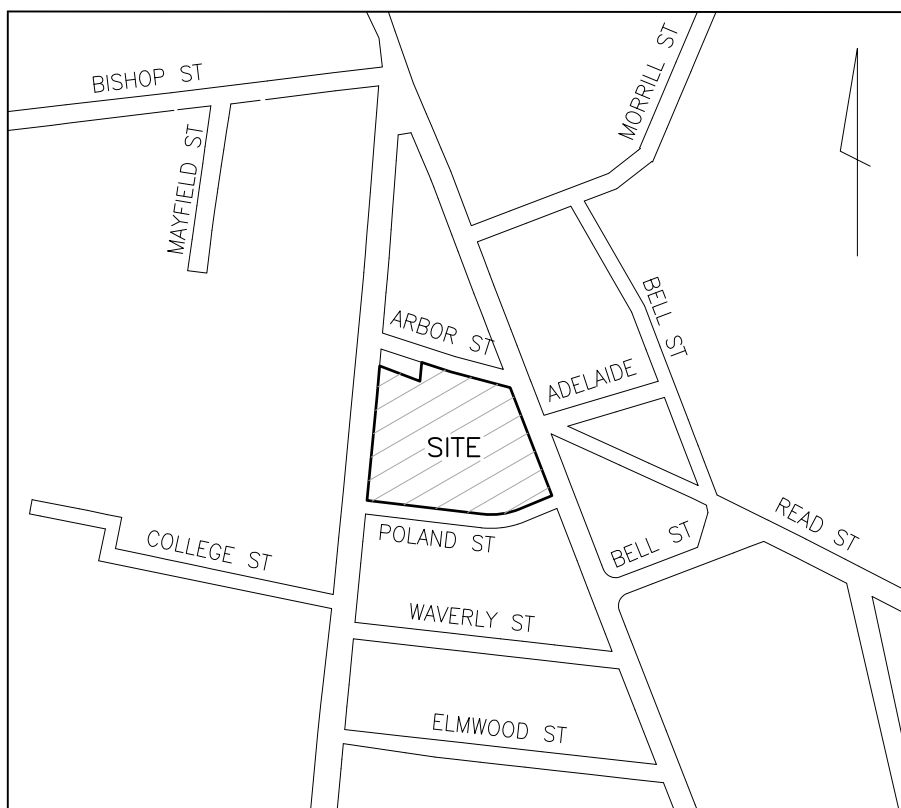 BISHOP ST
MORRILL ST
MAYFIELD ST
BELL ST
ARBOR ST
ADELAIDE
SITE
READ ST
POLAND ST
BELL ST
COLLEGE ST
WAVERLY ST
ELMWOOD ST